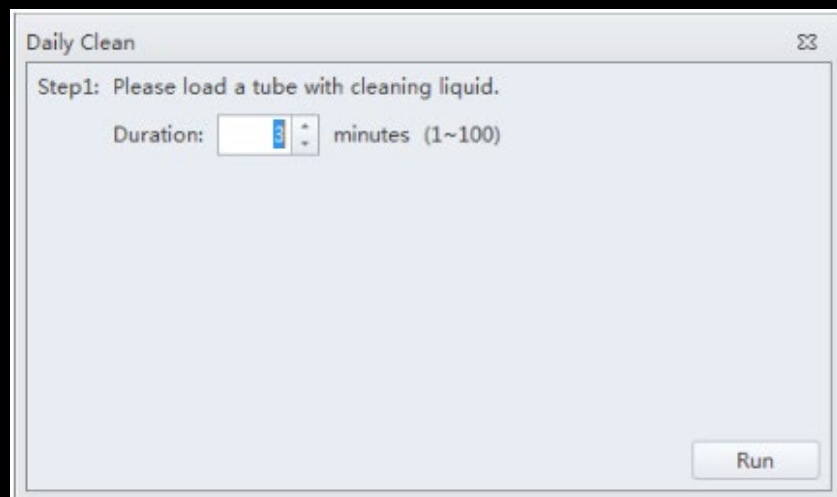 Daily Clean
Step1: Please load a tube with cleaning liquid.
Duration: 3 minutes (1~100)
Run